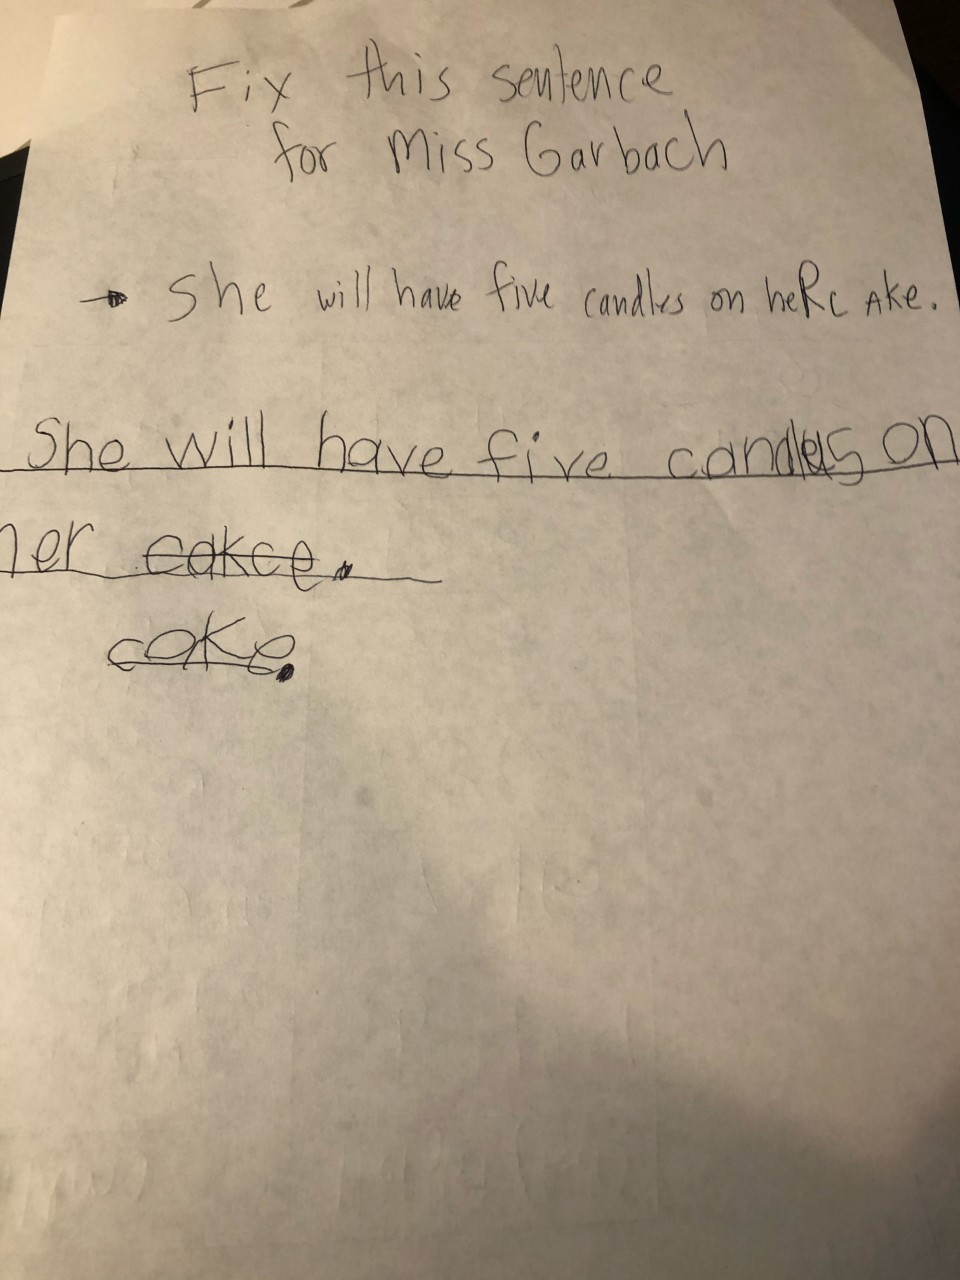 Fix this sentence
for Miss Garbach
→ she will have five candles on heRc Ake.
She will have five candles on
her cakce.
cake.